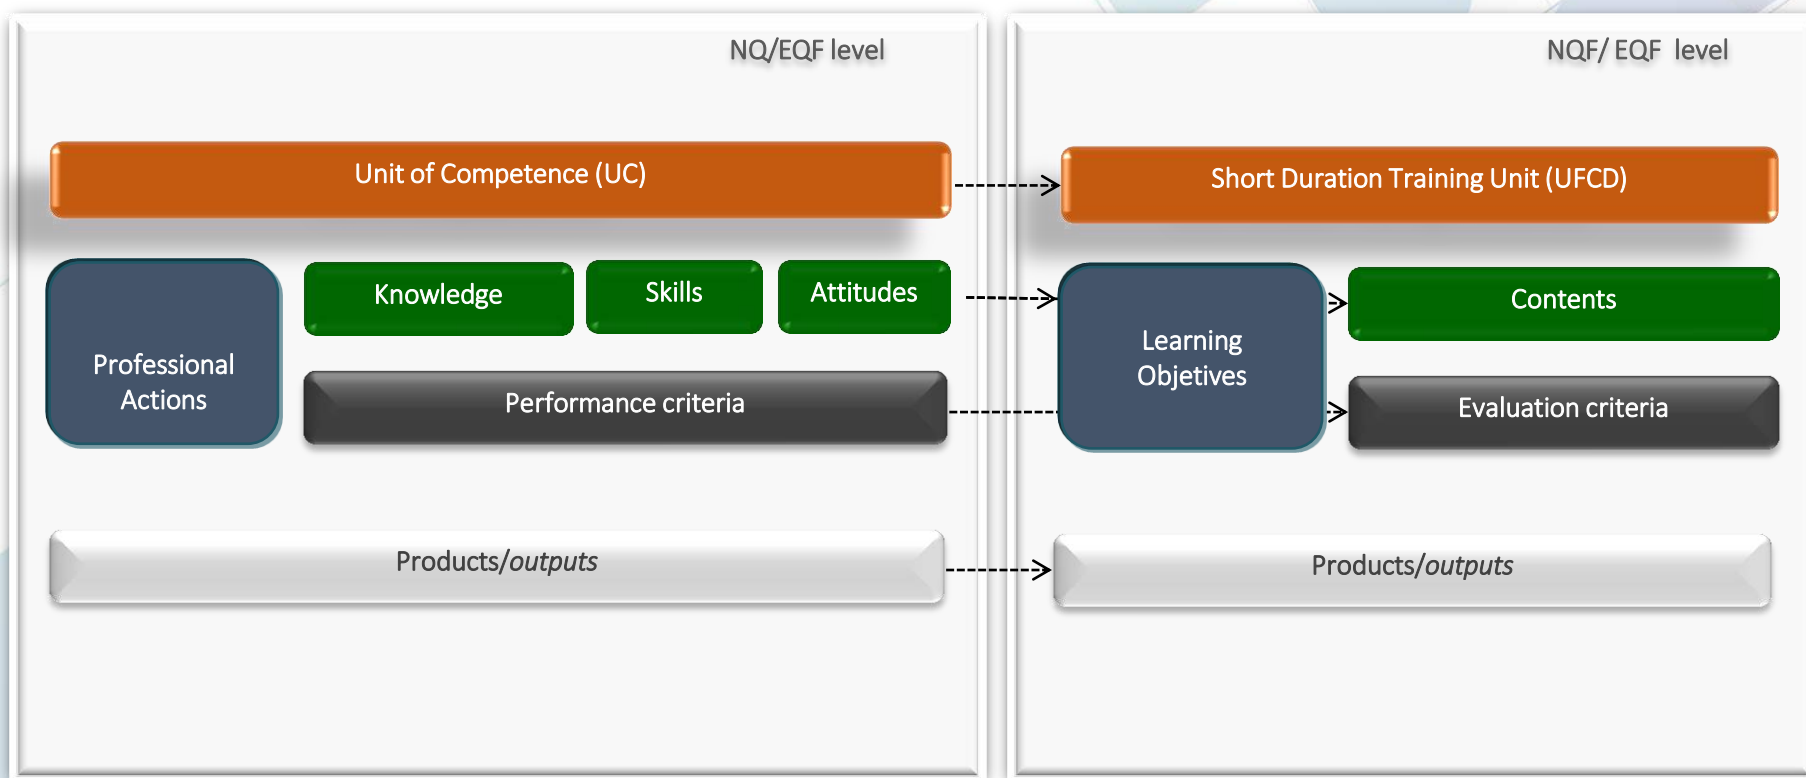 NQ/EQF level
Unit of Competence (UC)
Professional
Actions
Knowledge
Skills
Attitudes
Performance criteria
Products/outputs
NQF/ EQF level
Short Duration Training Unit (UFCD)
Learning
Objetives
Contents
Evaluation criteria
Products/outputs